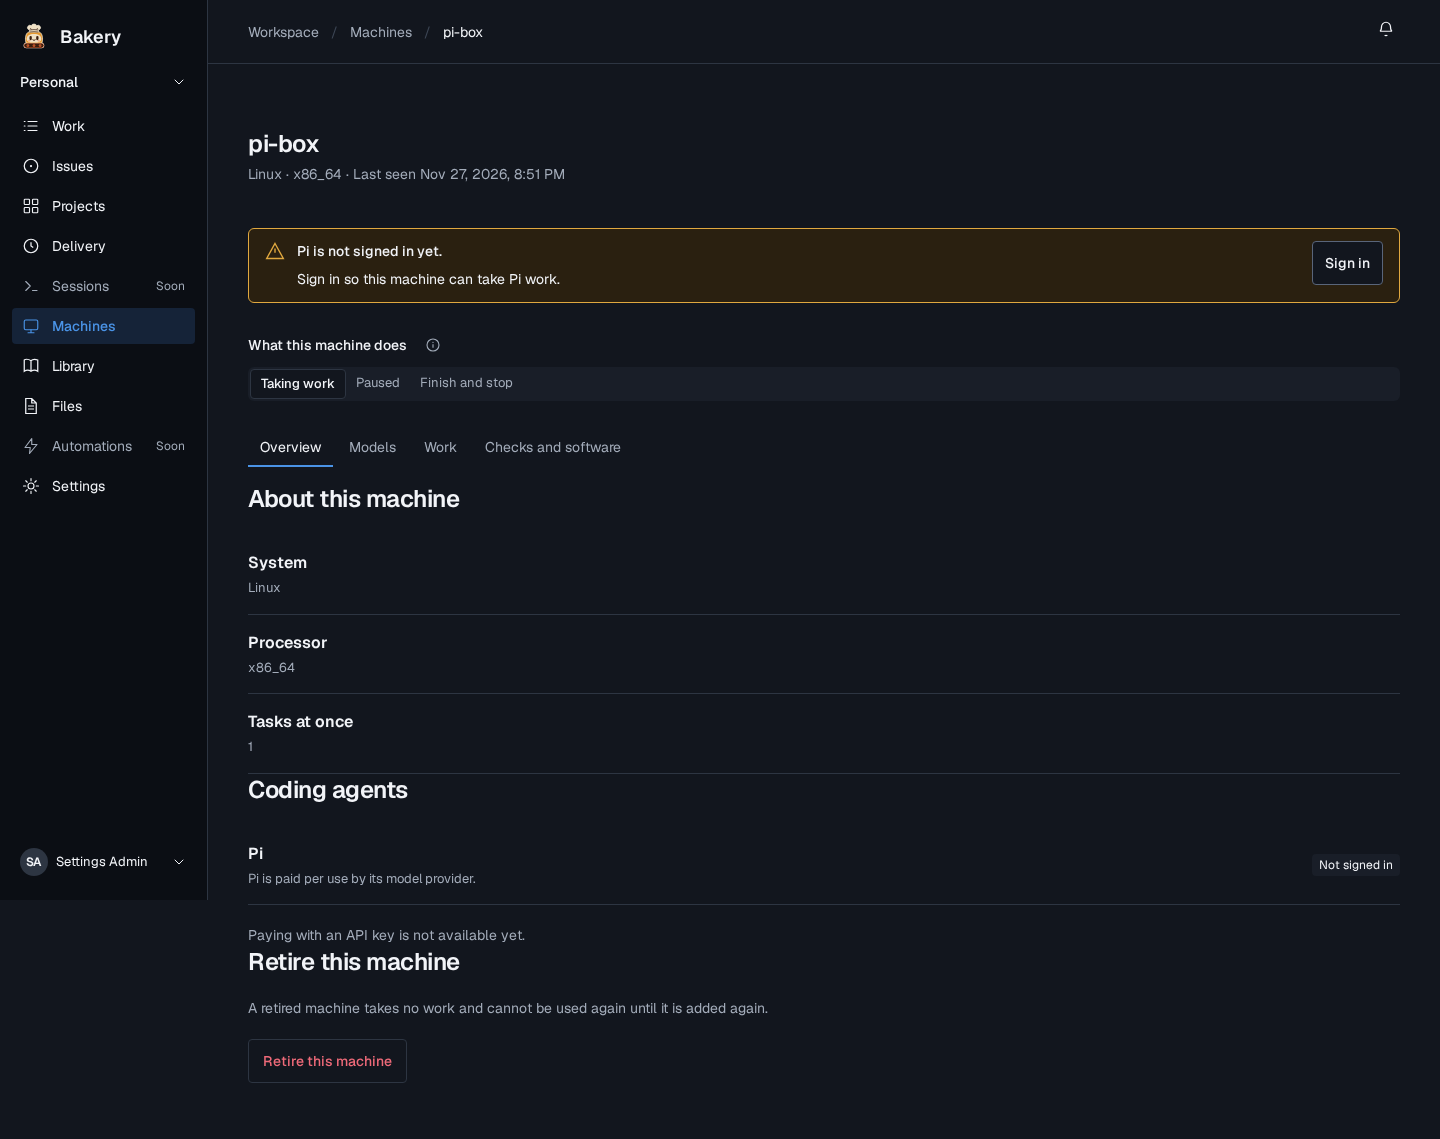 Bakery
Personal
Work
Issues
Projects
Delivery
Sessions Soon
Machines
Library
Files
Automations Soon
Settings
SA Settings Admin
Workspace / Machines / pi-box
pi-box
Linux · x86_64 · Last seen Nov 27, 2026, 8:51 PM
Pi is not signed in yet.
Sign in so this machine can take Pi work.
Sign in
What this machine does
Taking work Paused Finish and stop
Overview Models Work Checks and software
About this machine
System
Linux
Processor
x86_64
Tasks at once
1
Coding agents
Pi
Pi is paid per use by its model provider.
Not signed in
Paying with an API key is not available yet.
Retire this machine
A retired machine takes no work and cannot be used again until it is added again.
Retire this machine